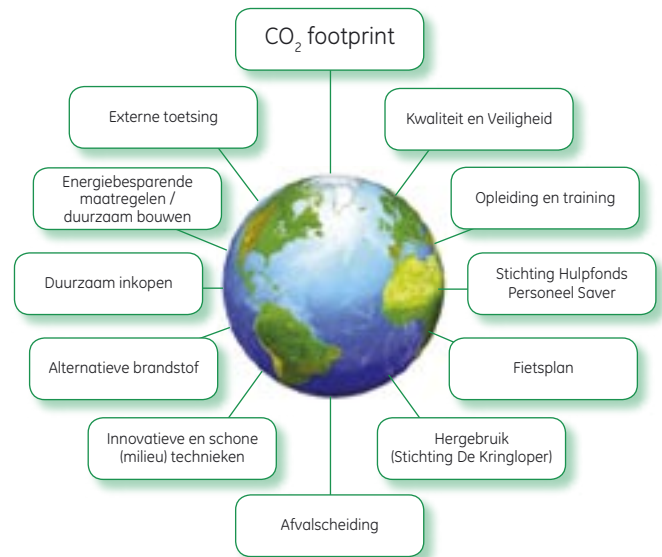 CO₂ footprint
Externe toetsing
Kwaliteit en Veiligheid
Energiebesparende
maatregelen /
duurzaam bouwen
Opleiding en training
Duurzaam inkopen
Stichting Hulpfonds
Personeel Saver
Alternatieve brandstof
Fietsplan
Innovatieve en schone
(milieu) technieken
Hergebruik
(Stichting De Kringloper)
Afvalscheiding